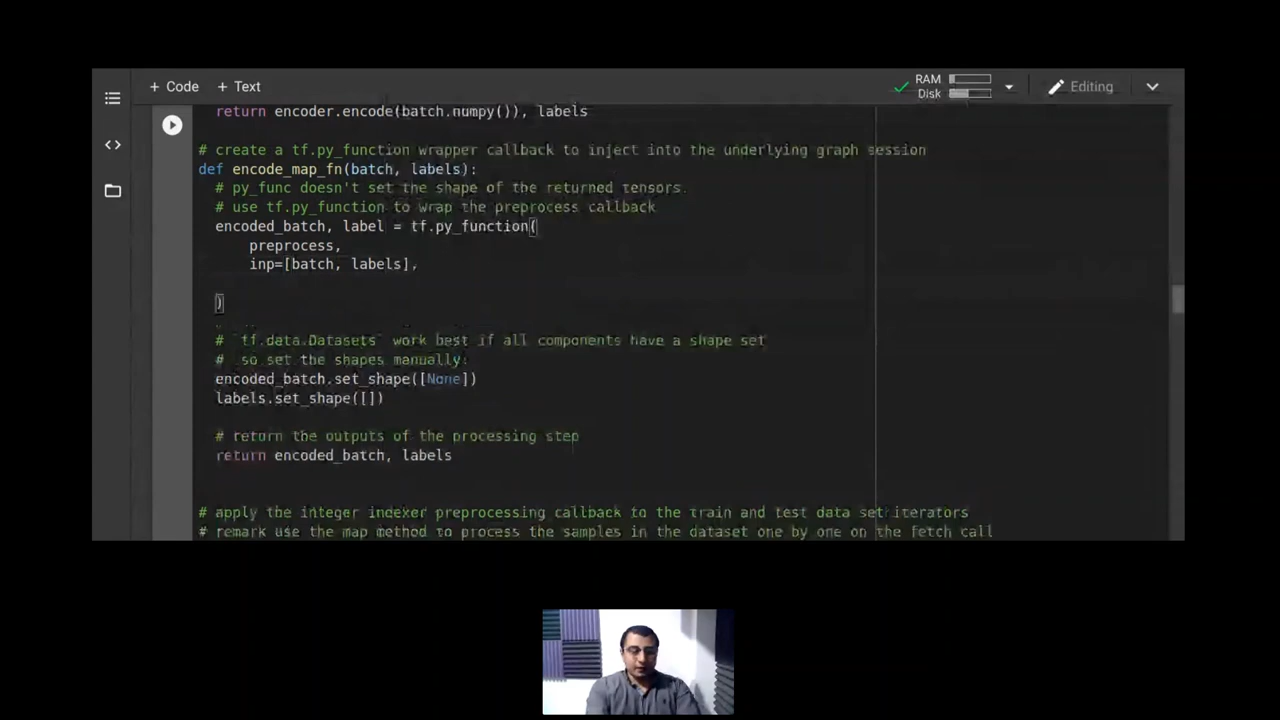 + Code + Text
RAM
Disk
Editing
return encoder.encode(batch.numpy()), labels
# create a tf.py_function wrapper callback to inject into the underlying graph session
def encode_map_fn(batch, labels):
# py_func doesn't set the shape of the returned tensors.
# use tf.py_function to wrap the preprocess callback
encoded_batch, label = tf.py_function(
preprocess,
inp=[batch, labels],
)
# `tf.data.Datasets` work best if all components have a shape set
# so set the shapes manually:
encoded_batch.set_shape([None])
labels.set_shape([])
# return the outputs of the processing step
return encoded_batch, labels
# apply the integer indexer preprocessing callback to the train and test data set iterators
# remark use the map method to process the samples in the dataset one by one on the fetch call